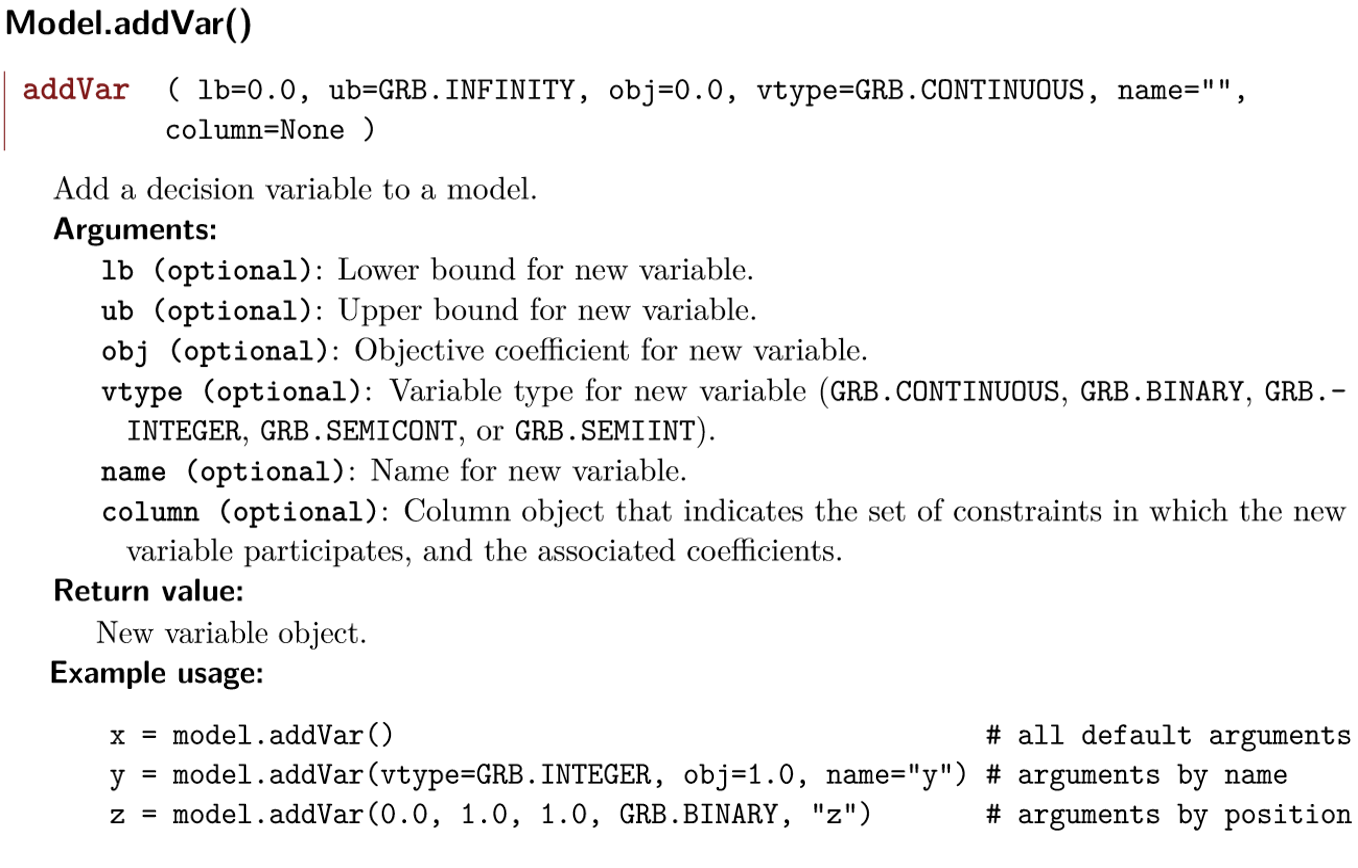 Model.addVar()
addVar ( lb=0.0, ub=GRB.INFINITY, obj=0.0, vtype=GRB.CONTINUOUS, name="",
column=None )
Add a decision variable to a model.
Arguments:
lb (optional): Lower bound for new variable.
ub (optional): Upper bound for new variable.
obj (optional): Objective coefficient for new variable.
vtype (optional): Variable type for new variable (GRB.CONTINUOUS, GRB.BINARY, GRB.-
INTEGER, GRB.SEMICONT, or GRB.SEMIINT).
name (optional): Name for new variable.
column (optional): Column object that indicates the set of constraints in which the new
variable participates, and the associated coefficients.
Return value:
New variable object.
Example usage:
x = model.addVar() # all default arguments
y = model.addVar(vtype=GRB.INTEGER, obj=1.0, name="y") # arguments by name
z = model.addVar(0.0, 1.0, 1.0, GRB.BINARY, "z") # arguments by position